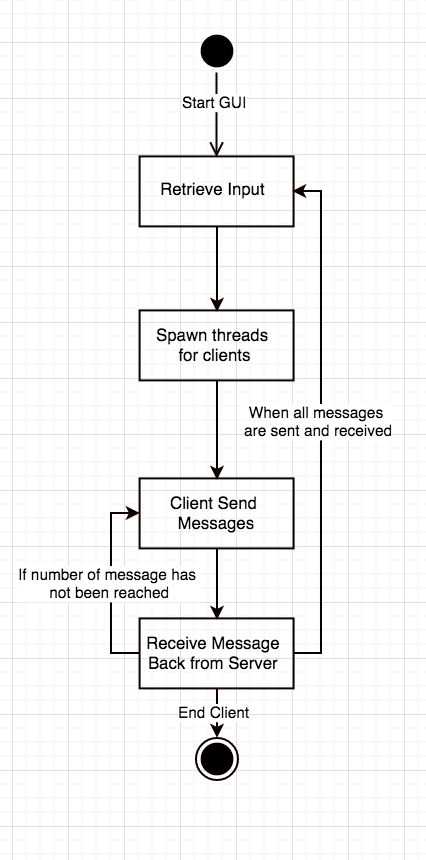 Start GUI
Retrieve Input
Spawn threads
for clients
When all messages
are sent and received
Client Send
Messages
If number of message has
not been reached
Receive Message
Back from Server
End Client